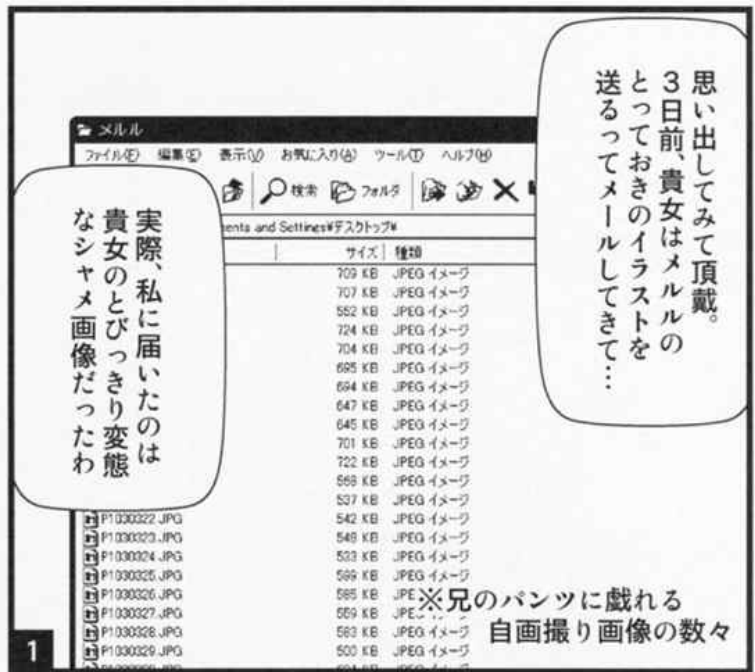 思い出してみて頂戴。
３日前、貴女はメルルの
とっておきのイラストを
送るってメールしてきて…
メルル
ファイル(F) 編集(E) 表示(V) お気に入り(A) ツール(T) ヘルプ(H)
検索 フォルダ
ents and Settings¥デスクトップ¥
サイズ 種類
709 KB JPEG イメージ
707 KB JPEG イメージ
552 KB JPEG イメージ
724 KB JPEG イメージ
704 KB JPEG イメージ
695 KB JPEG イメージ
694 KB JPEG イメージ
647 KB JPEG イメージ
645 KB JPEG イメージ
701 KB JPEG イメージ
722 KB JPEG イメージ
568 KB JPEG イメージ
537 KB JPEG イメージ
P1030322.JPG 542 KB JPEG イメージ
P1030323.JPG 548 KB JPEG イメージ
P1030324.JPG 533 KB JPEG イメージ
P1030325.JPG 599 KB JPEG イメージ
P1030326.JPG 585 KB JPE
P1030327.JPG 559 KB JPE
P1030328.JPG 583 KB
P1030329.JPG 500 KB
実際、私に届いたのは
貴女のとびっきり変態
なシャメ画像だったわ
※兄のパンツに戯れる
自画撮り画像の数々
1